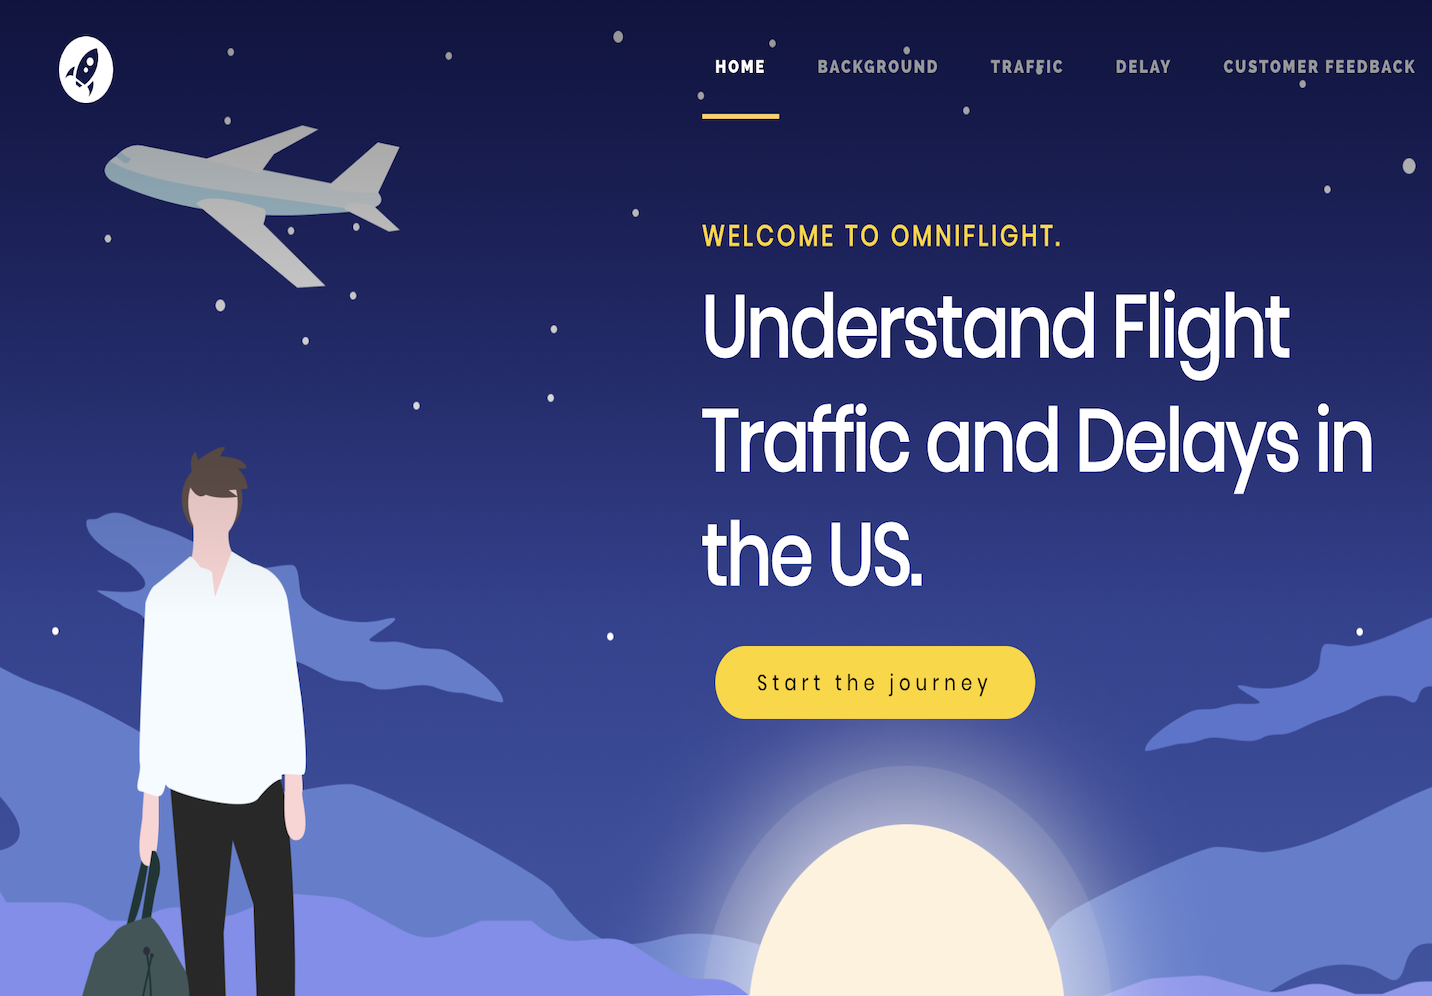 HOME BACKGROUND TRAFFIC DELAY CUSTOMER FEEDBACK
WELCOME TO OMNIFLIGHT.
Understand Flight
Traffic and Delays in
the US.
Start the journey